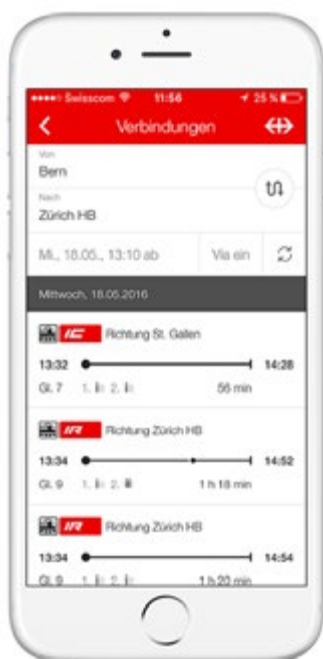 Swisscom 11:56 25 %
Verbindungen
Von
Bern
Nach
Zürich HB
Mi., 18.05., 13:10 ab Via ein
Mittwoch, 18.05.2016
IC Richtung St. Gallen
13:32 14:28
Gl. 7 1. 2. 56 min
IR Richtung Zürich HB
13:34 14:52
Gl. 9 1. 2. 1 h 18 min
IR Richtung Zürich HB
13:34 14:54
Gl. 9 1. 2. 1 h 20 min